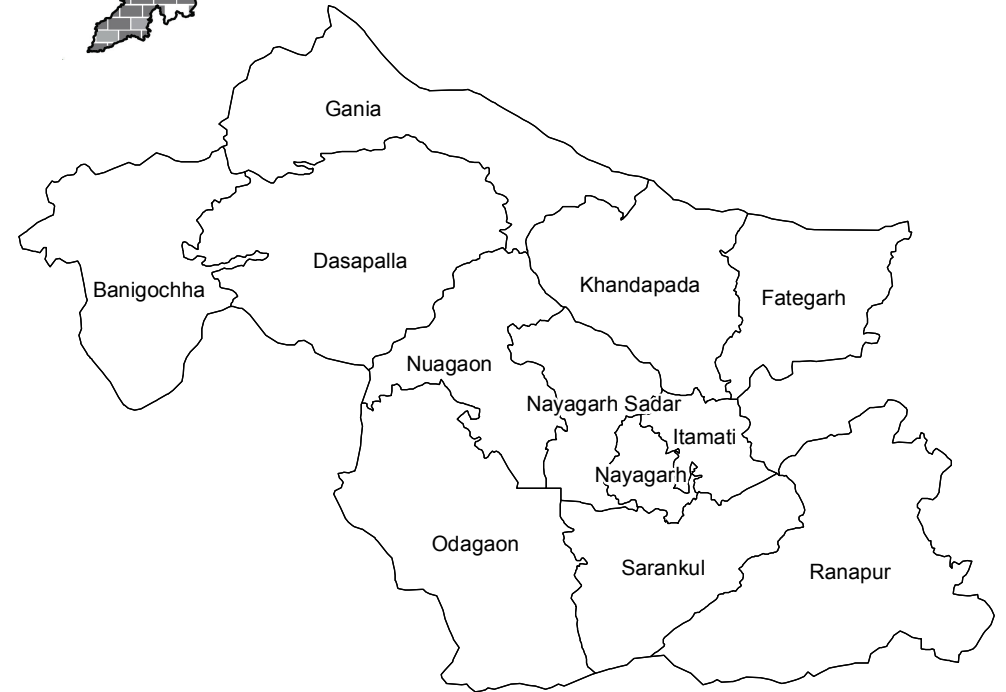 Gania
Dasapalla
Khandapada
Banigochha
Fategarh
Nuagaon
Nayagarh Sadar
Itamati
Nayagarh
Odagaon
Sarankul
Ranapur